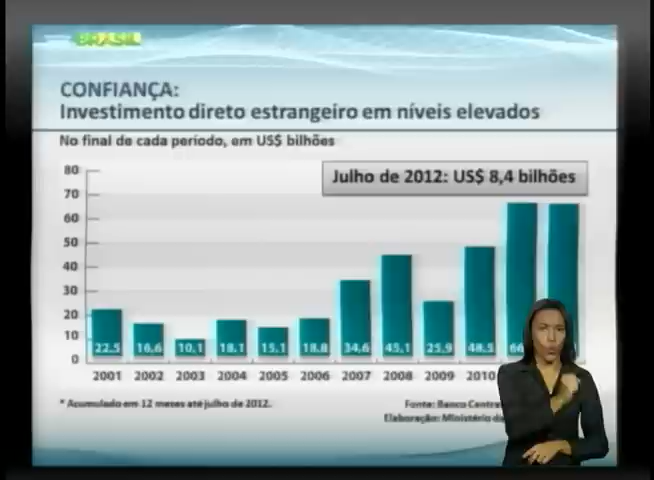 BRASIL
CONFIANÇA:
Investimento direto estrangeiro em níveis elevados
No final de cada período, em US$ bilhões
Julho de 2012: US$ 8,4 bilhões
80
70
60
50
40
30
20
10
0
22,5 16,6 10,1 18,1 15,1 18,8 34,6 45,1 25,9 48,5
2001 2002 2003 2004 2005 2006 2007 2008 2009 2010
* Acumulado em 12 meses até julho de 2012.
Fonte: Banco
Elaboração: Ministério